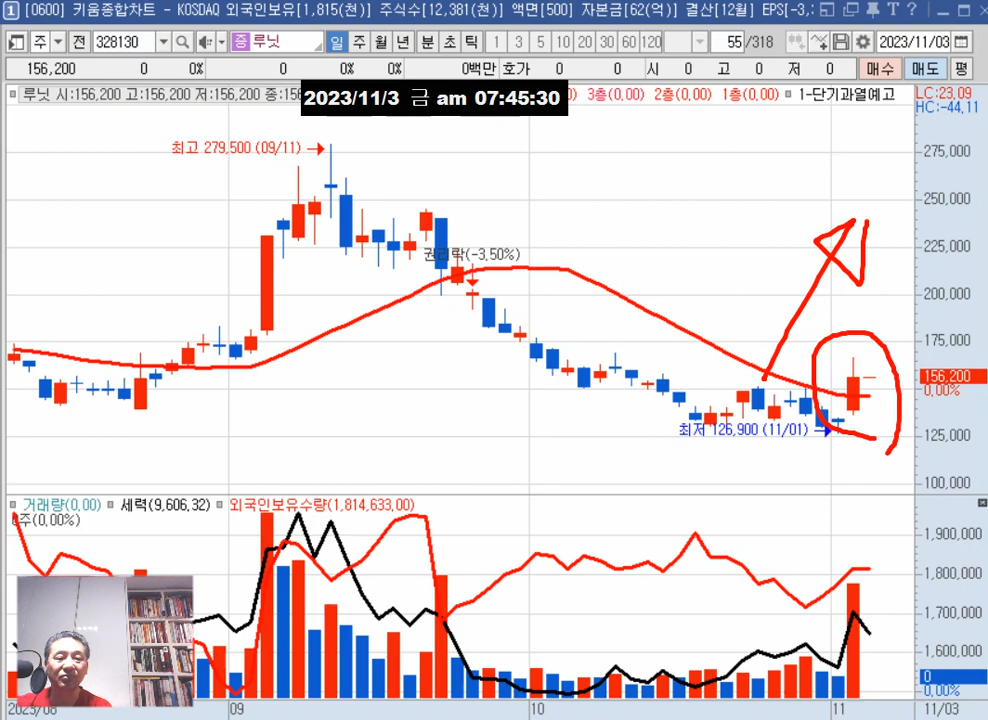 1 [0600] 키움종합차트 - KOSDAQ 외국인보유[1,815(천)] 주식수[12,381(천)] 액면[500] 자본금[62(억)] 결산[12월] EPS[-3,: T ?
주 전 328130 증 루닛 일 주 월 년 분 초 틱 1 3 5 10 20 30 60 120 55 /318 2023/11/03
156,200 0 0% 0 0% 0% 0백만 호가 0 0 시 0 고 0 저 0 매수 매도 평
루닛 시:156,200 고:156,200 저:156,200 종:156
2023/11/3 금 am 07:45:30
3층(0,00) 2층(0,00) 1층(0,00) 1-단기과열예고
LC:23,09
HC:-44,11
최고 279,500 (09/11)
275,000
250,000
225,000
권리락(-3,50%)
200,000
175,000
156,200
0,00%
최저 126,900 (11/01)
125,000
100,000
거래량(0,00) 세력(9,606,32) 외국인보유수량(1,814,633,00)
주(0,00%)
1,900,000
1,800,000
1,700,000
1,600,000
0
0,00%
2023/08 09 10 11 11/03